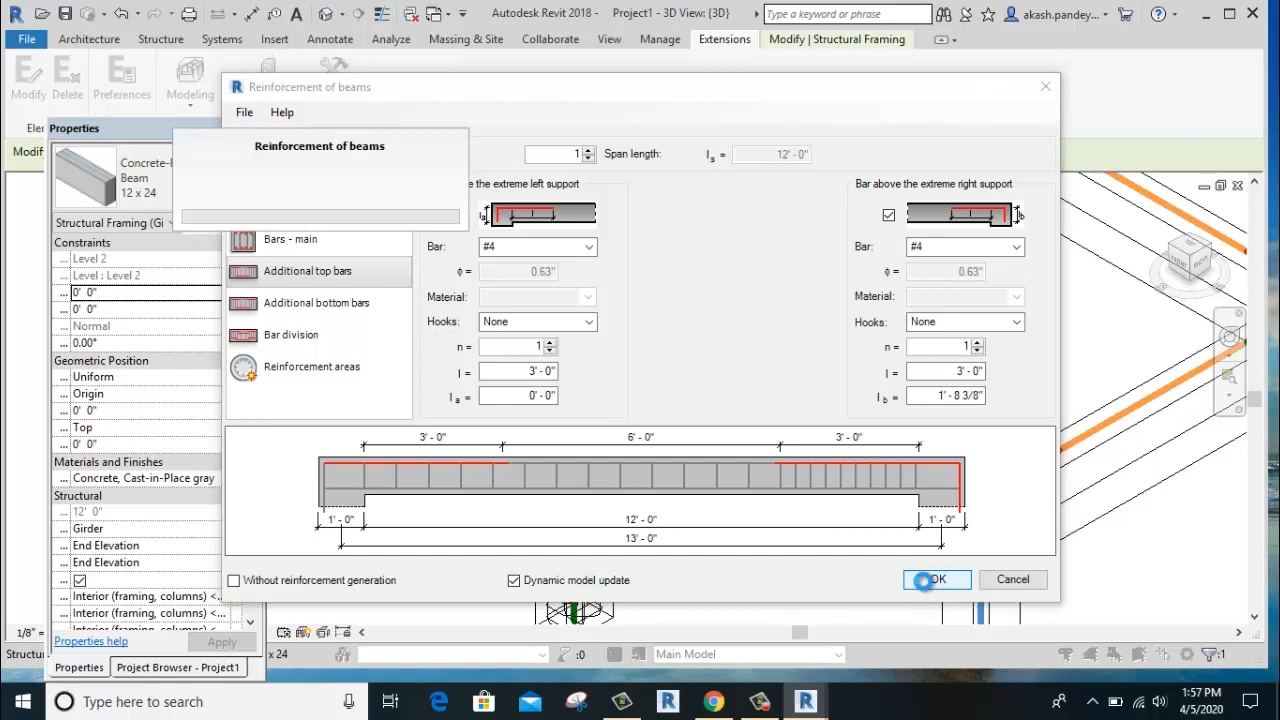 Autodesk Revit 2018 - Project1 - 3D View: {3D}
Type a keyword or phrase
akash.pandey...
File Architecture Structure Systems Insert Annotate Analyze Massing & Site Collaborate View Manage Extensions Modify | Structural Framing
Modify Delete Preferences Modeling
Reinforcement of beams
File Help
Properties
Reinforcement of beams
1 Span length: l s = 12' - 0"
Concrete-
Beam
12 x 24
the extreme left support
Bar above the extreme right support
Structural Framing (Gi
Bars - main
Bar: #4
Bar: #4
Constraints
Level 2
Additional top bars
ϕ = 0.63"
ϕ = 0.63"
Level : Level 2
0' 0"
Additional bottom bars
Material:
Material:
0' 0"
Hooks: None
Hooks: None
Normal
Bar division
0.00°
n = 1
n = 1
Geometric Position
Reinforcement areas
l = 3' - 0"
l = 3' - 0"
Uniform
Origin
l a = 0' - 0"
l b = 1' - 8 3/8"
0' 0"
Top
0' 0"
3' - 0" 6' - 0" 3' - 0"
Materials and Finishes
Concrete, Cast-in-Place gray
Structural
12' 0"
1' - 0" 12' - 0" 1' - 0"
Girder
13' - 0"
End Elevation
End Elevation
Without reinforcement generation
Dynamic model update
OK Cancel
Interior (framing, columns) <...
Interior (framing, columns) <...
Properties help Apply
1/8" =
x 24
:0
Main Model
:1
Properties Project Browser - Project1
Type here to search
1:57 PM
4/5/2020